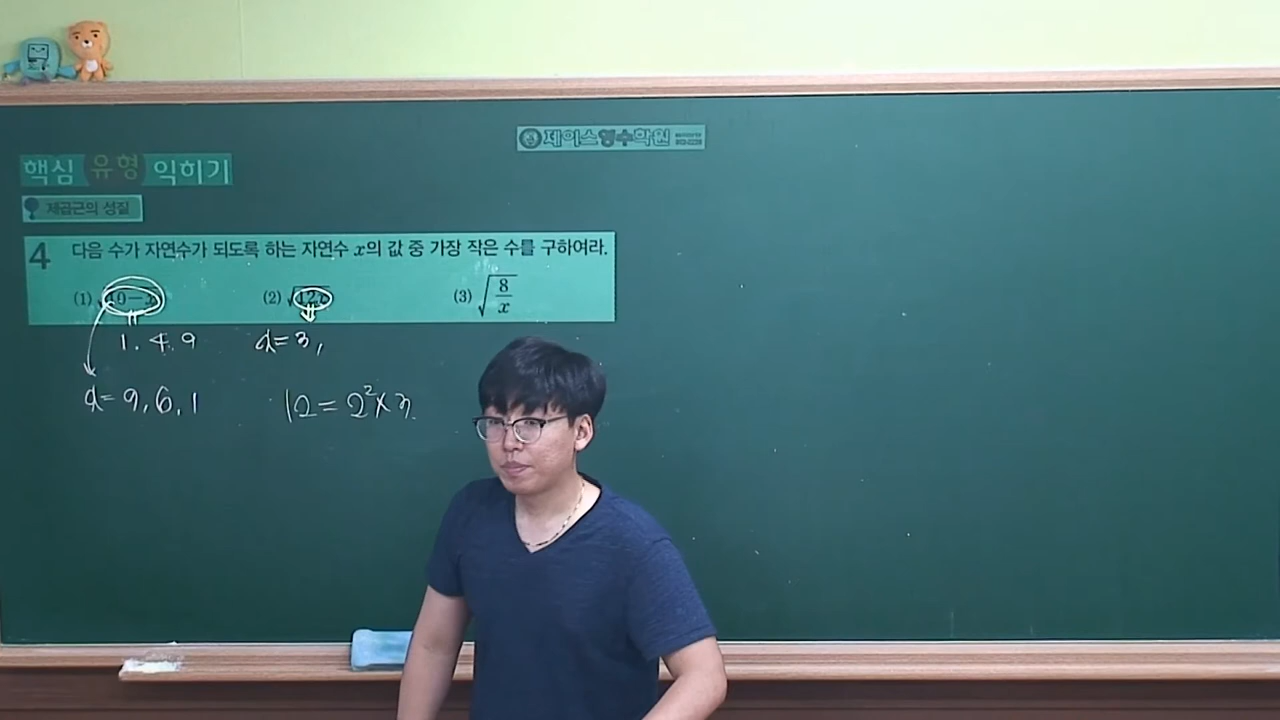 제이스영수학원
핵심 유형 익히기
제곱근의 성질
4 다음 수가 자연수가 되도록 하는 자연수 x의 값 중 가장 작은 수를 구하여라.
(1) √10-x (2) √12x (3) √8/x
1. 4. 9 x=3,
x=9, 6, 1 12=2²×3